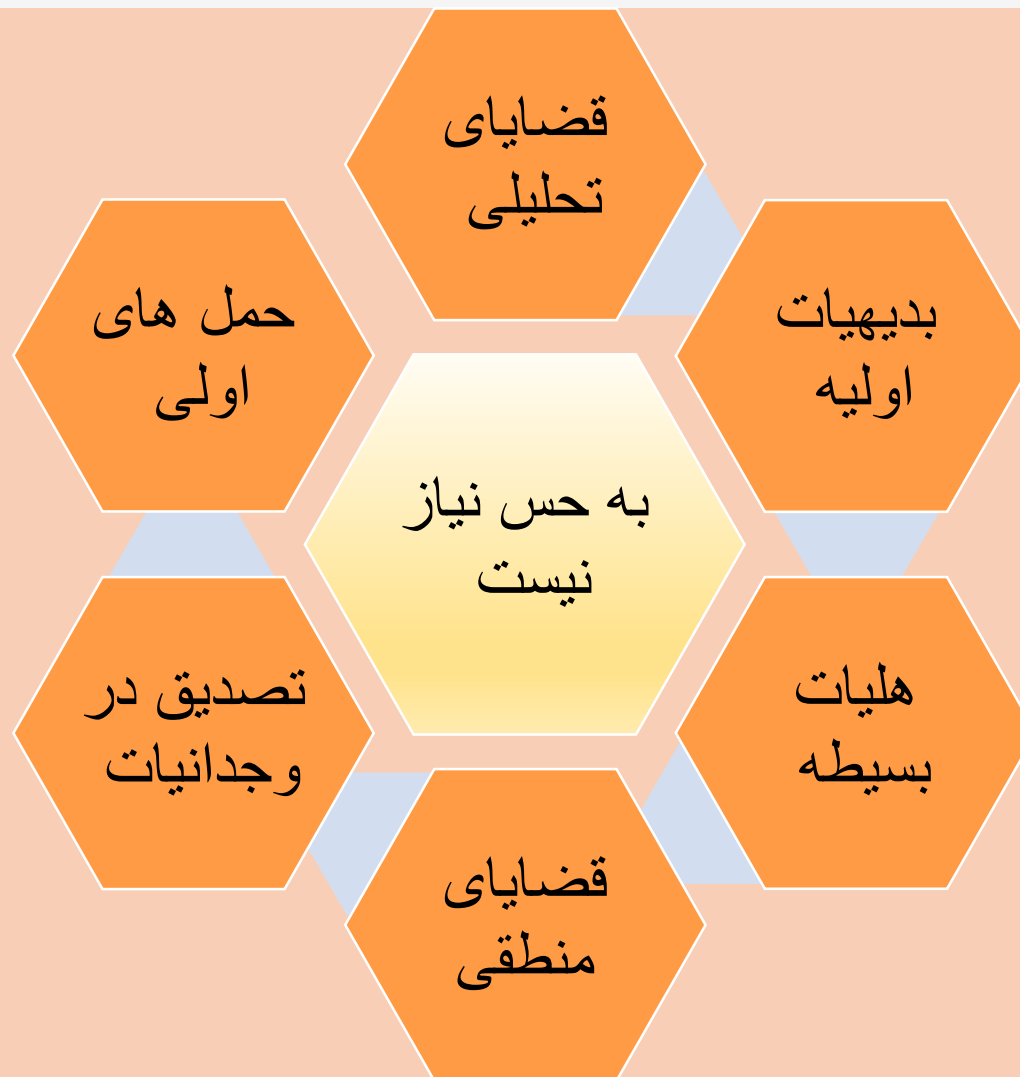 قضایای
تحلیلی
بدیهیات
اولیه
هلیات
بسیطه
قضایای
منطقی
تصدیق در
وجدانیات
حمل های
اولی
به حس نیاز
نیست